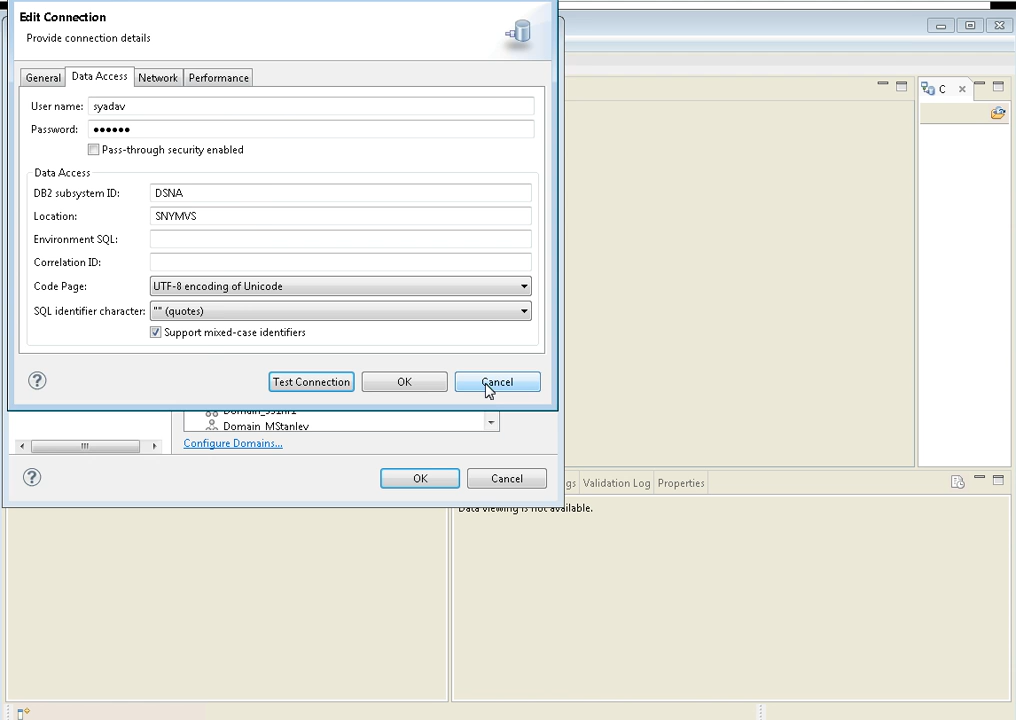 Edit Connection
Provide connection details
General Data Access Network Performance
User name: syadav
Password: ••••••
Pass-through security enabled
Data Access
DB2 subsystem ID: DSNA
Location: SNYMVS
Environment SQL:
Correlation ID:
Code Page: UTF-8 encoding of Unicode
SQL identifier character: "" (quotes)
Support mixed-case identifiers
Test Connection OK Cancel
Domain_MStanley
Configure Domains...
OK Cancel
C
gs Validation Log Properties
Data viewing is not available.